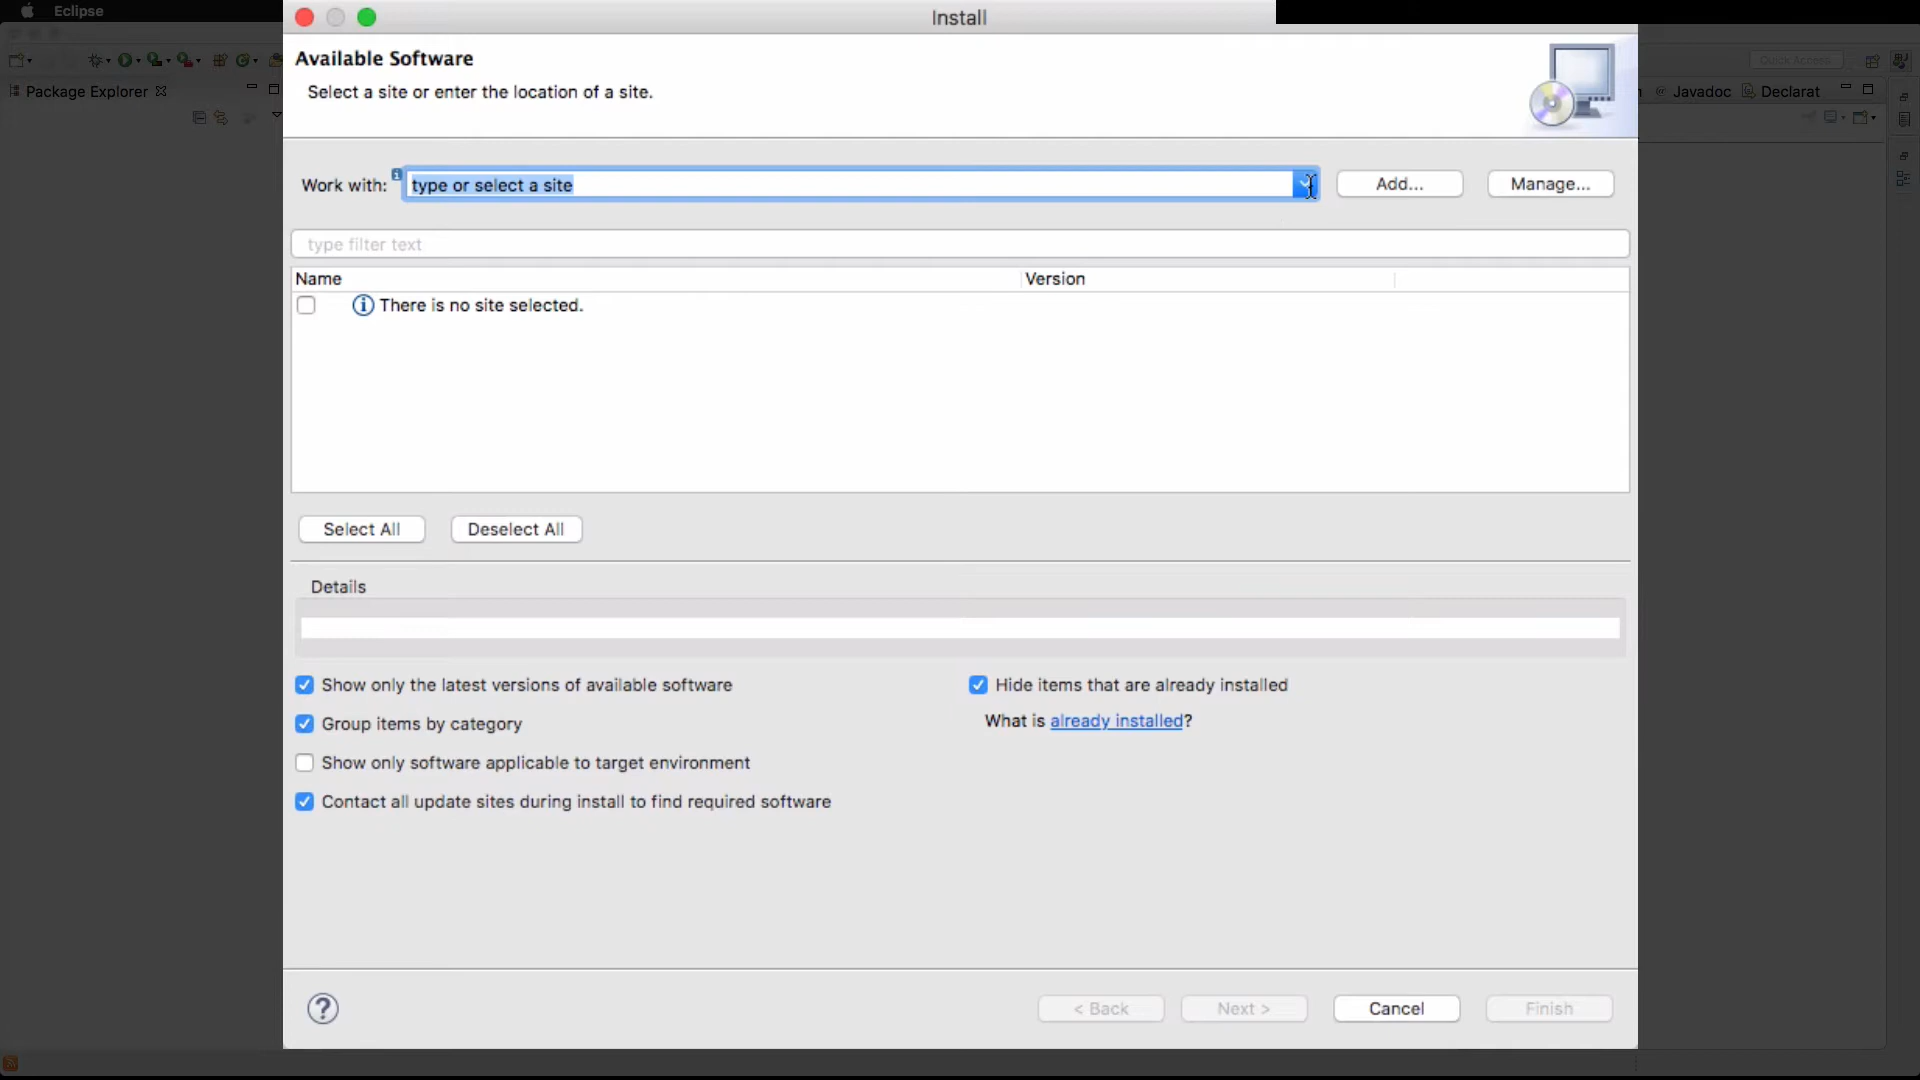 Eclipse
Install
Available Software
Select a site or enter the location of a site.
Quick Access
Package Explorer
Javadoc
Declarat
Work with:
type or select a site
Add...
Manage...
type filter text
Name
Version
There is no site selected.
Select All
Deselect All
Details
Show only the latest versions of available software
Hide items that are already installed
Group items by category
What is already installed?
Show only software applicable to target environment
Contact all update sites during install to find required software
?
< Back
Next >
Cancel
Finish